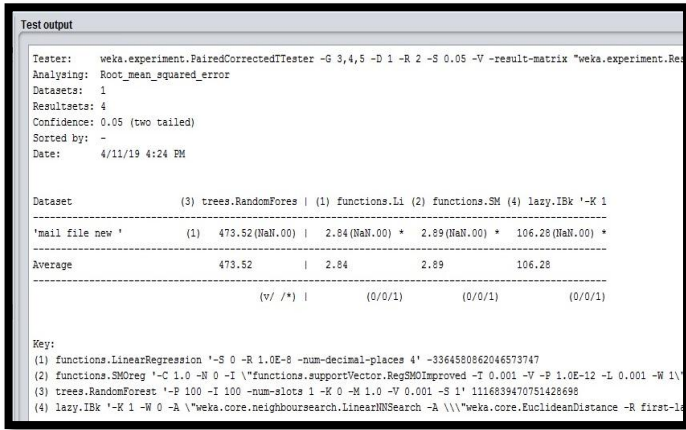 Test output
Tester: weka.experiment.PairedCorrectedTTester -G 3,4,5 -D 1 -R 2 -S 0.05 -V -result-matrix "weka.experiment.Res
Analysing: Root_mean_squared_error
Datasets: 1
Resultsets: 4
Confidence: 0.05 (two tailed)
Sorted by: -
Date: 4/11/19 4:24 PM
Dataset (3) trees.RandomFores | (1) functions.Li (2) functions.SM (4) lazy.IBk '-K 1
'mail file new ' (1) 473.52(NaN.00) | 2.84(NaN.00) * 2.89(NaN.00) * 106.28(NaN.00) *
Average 473.52 | 2.84 2.89 106.28
(v/ /*) | (0/0/1) (0/0/1) (0/0/1)
Key:
(1) functions.LinearRegression '-S 0 -R 1.0E-8 -num-decimal-places 4' -3364580862046573747
(2) functions.SMOreg '-C 1.0 -N 0 -I \"functions.supportVector.RegSMOImproved -T 0.001 -V -P 1.0E-12 -L 0.001 -W 1\"
(3) trees.RandomForest '-P 100 -I 100 -num-slots 1 -K 0 -M 1.0 -V 0.001 -S 1' 1116839470751428698
(4) lazy.IBk '-K 1 -W 0 -A \"weka.core.neighboursearch.LinearNNSearch -A \\\"weka.core.EuclideanDistance -R first-la